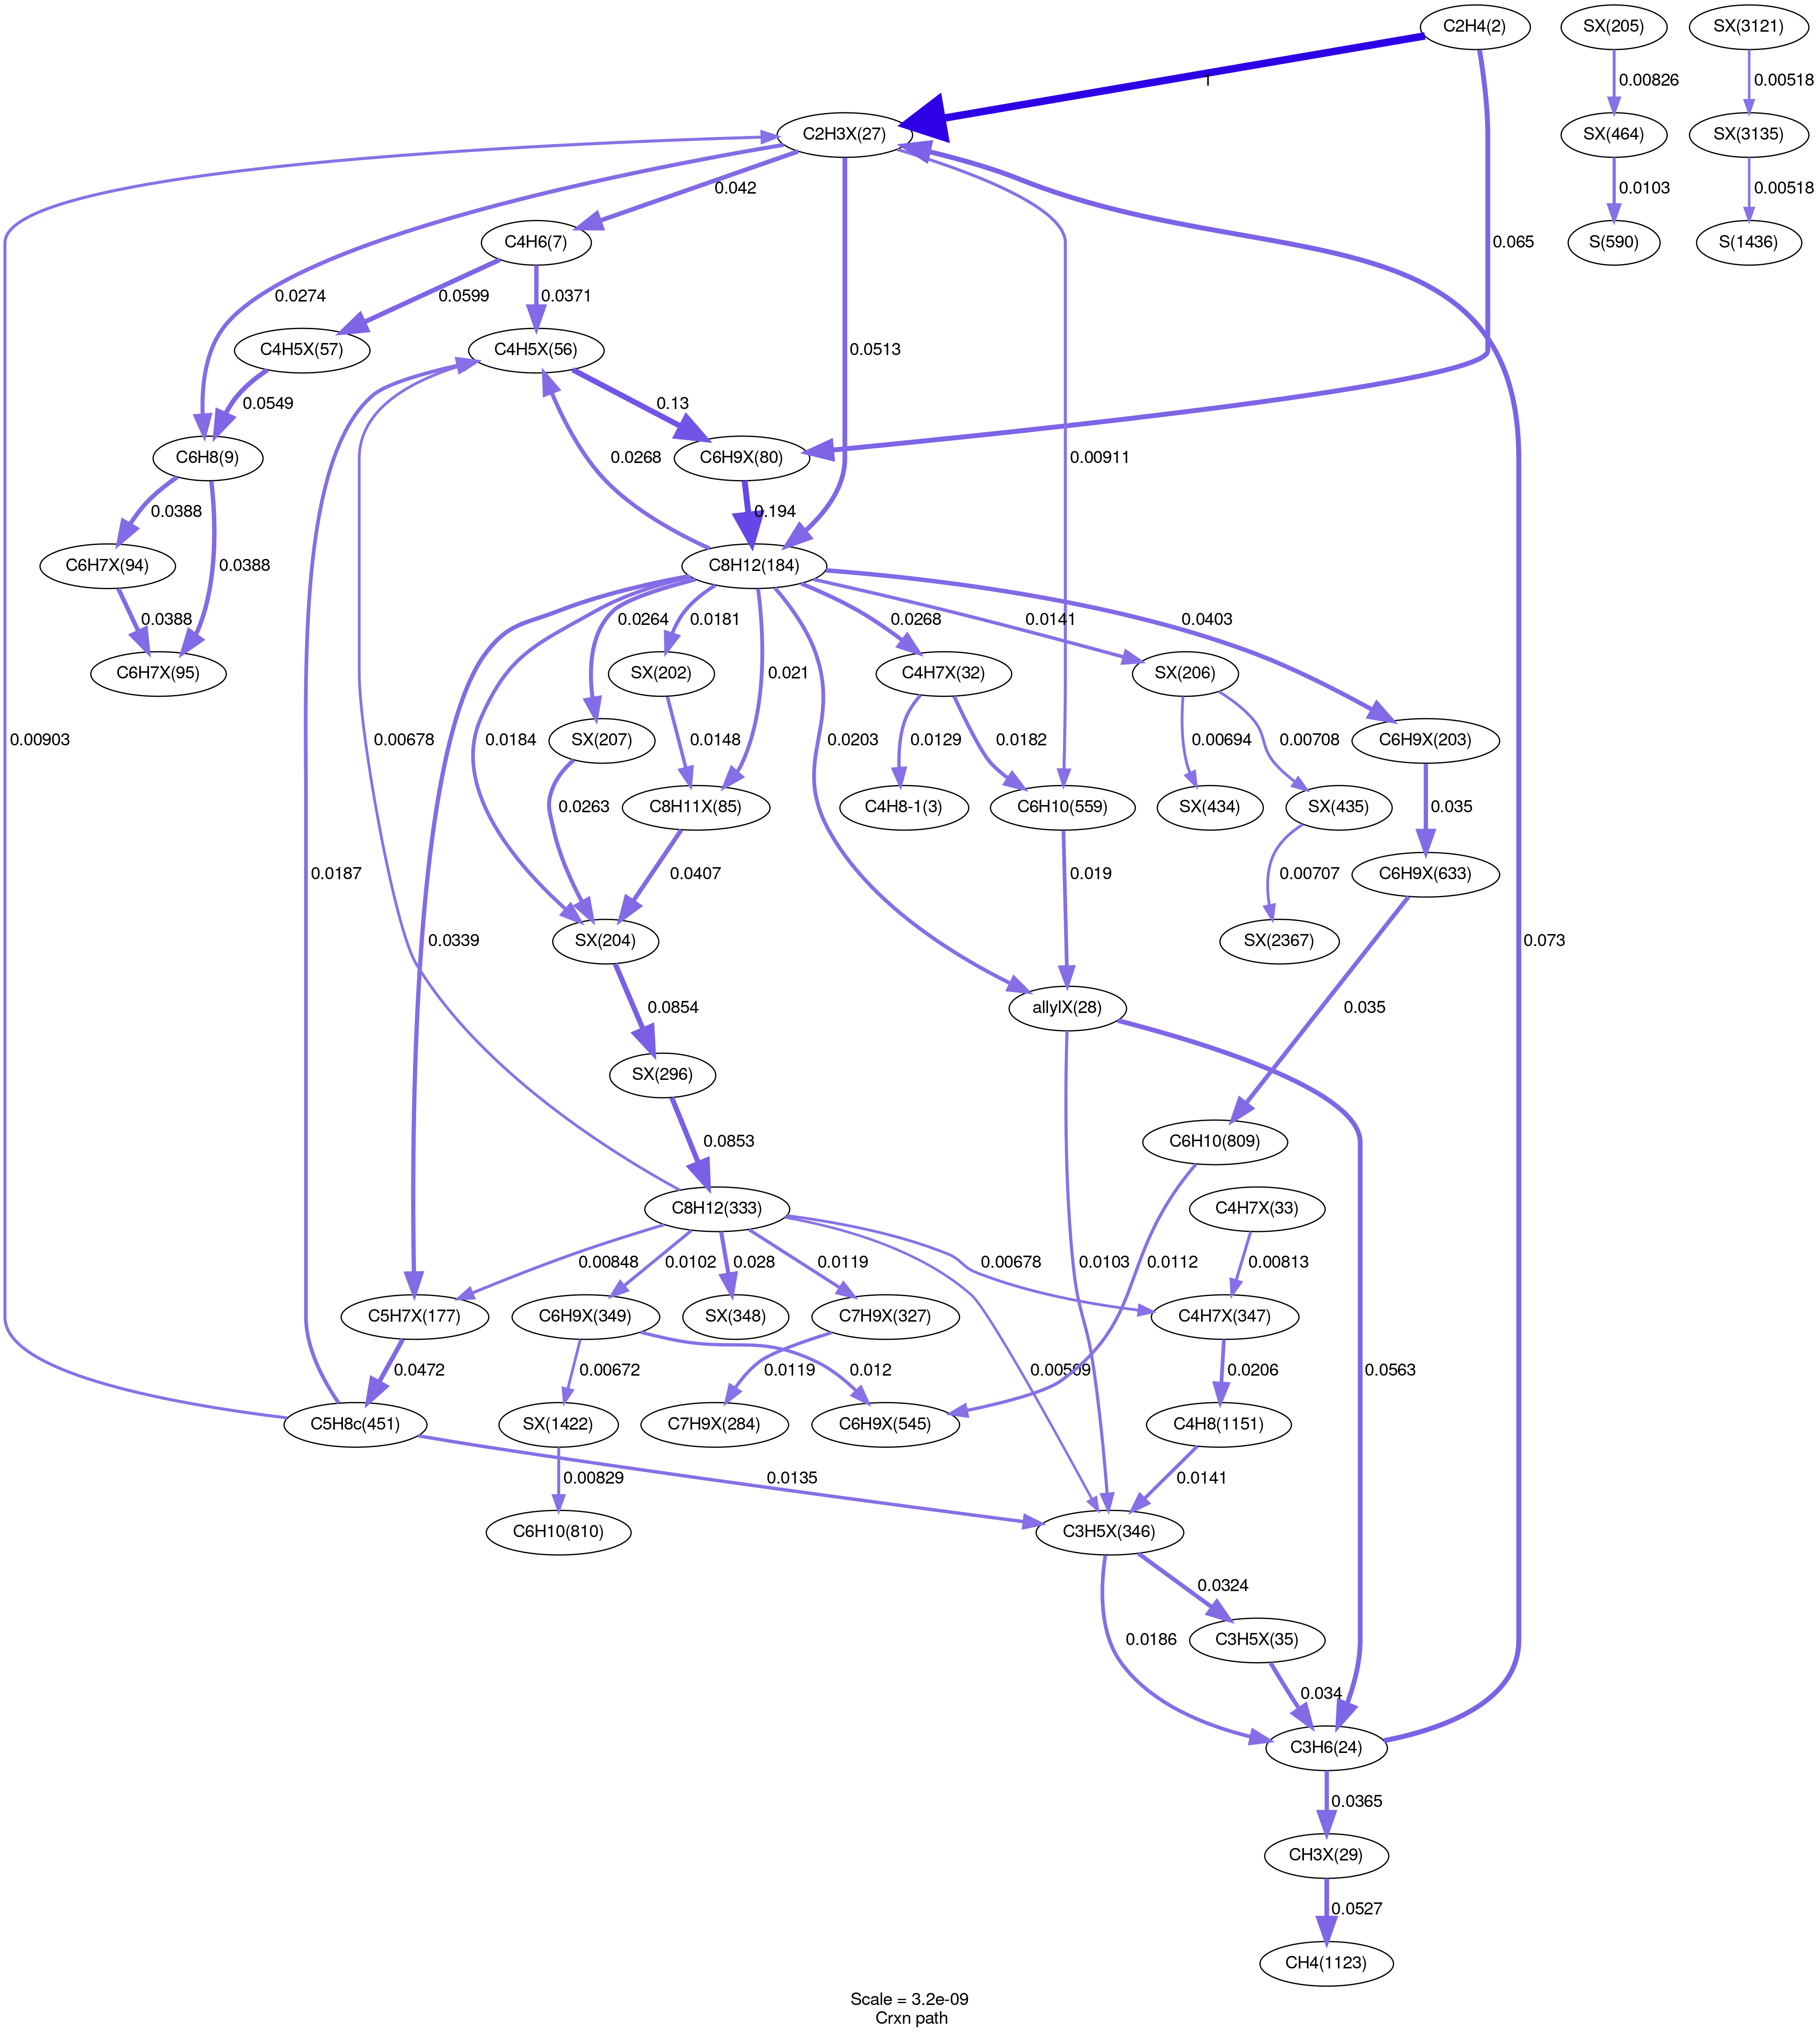 C2H4(2)
SX(205)
SX(3121)
1
0.00826
0.00518
C2H3X(27)
SX(464)
SX(3135)
0.042
0.0103
0.00518
C4H6(7)
0.065
S(590)
S(1436)
0.0274
0.0599
0.0371
C4H5X(57)
C4H5X(56)
0.0513
0.0549
0.13
C6H8(9)
0.0268
C6H9X(80)
0.00911
0.0388
0.194
C6H7X(94)
0.0388
C8H12(184)
0.0388
0.0264
0.0181
0.0268
0.0141
0.0403
C6H7X(95)
SX(202)
0.021
C4H7X(32)
SX(206)
0.00678
0.0184
SX(207)
0.0148
0.0203
0.0129
0.0182
0.00694
0.00708
C6H9X(203)
0.0263
C8H11X(85)
C4H8-1(3)
C6H10(559)
SX(434)
SX(435)
0.035
0.00903
0.0187
0.0407
0.019
0.00707
C6H9X(633)
0.0339
SX(204)
SX(2367)
0.073
0.0854
allylX(28)
0.035
SX(296)
0.0853
C6H10(809)
C8H12(333)
C4H7X(33)
0.00848
0.0102
0.028
0.0119
0.00678
0.0103
0.0112
0.00813
C5H7X(177)
C6H9X(349)
SX(348)
C7H9X(327)
C4H7X(347)
0.0472
0.00672
0.0119
0.012
0.00509
0.0206
0.0563
C5H8c(451)
SX(1422)
C7H9X(284)
C6H9X(545)
C4H8(1151)
0.00829
0.0135
0.0141
C6H10(810)
C3H5X(346)
0.0324
0.0186
C3H5X(35)
0.034
C3H6(24)
0.0365
CH3X(29)
0.0527
CH4(1123)
Scale = 3.2e-09
Crxn path